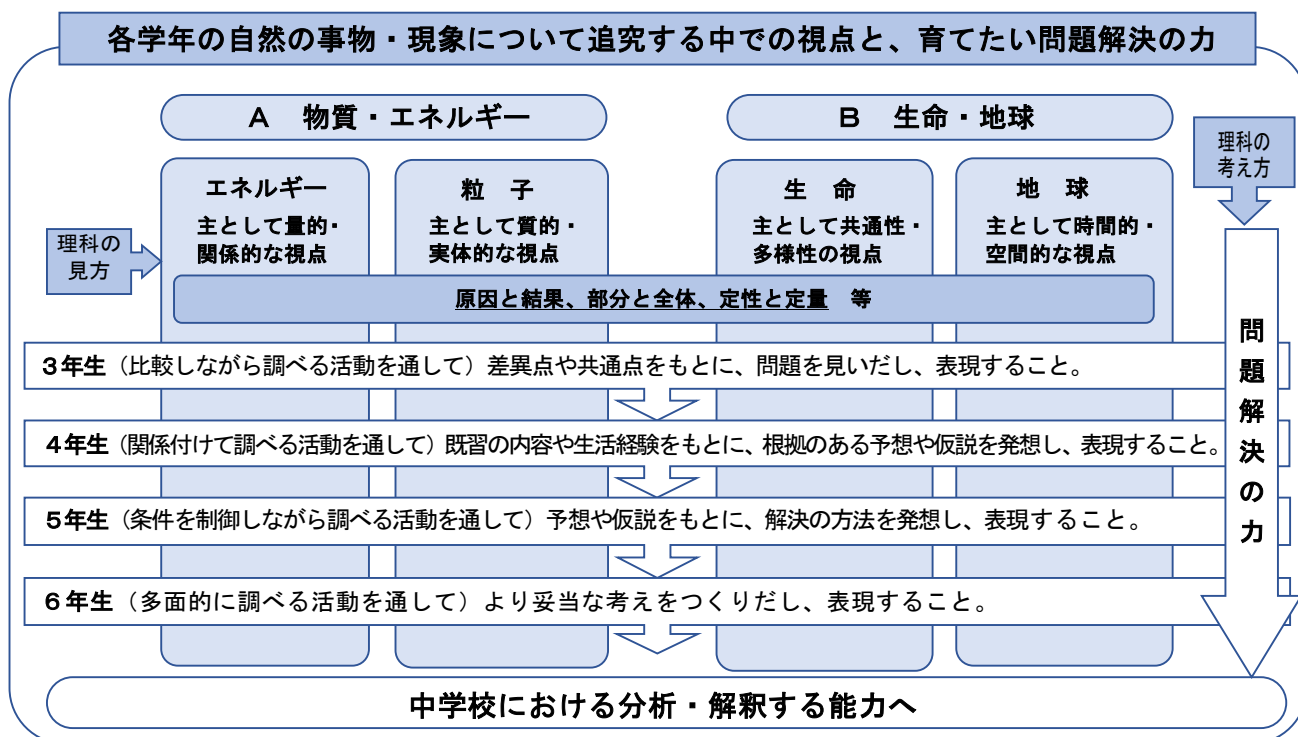 各学年の自然の事物・現象について追究する中での視点と、育てたい問題解決の力
A 物質・エネルギー
B 生命・地球
理科の
考え方
エネルギー
主として量的・
関係的な視点
粒 子
主として質的・
実体的な視点
生 命
主として共通性・
多様性の視点
地 球
主として時間的・
空間的な視点
理科の
見方
原因と結果、部分と全体、定性と定量 等
3年生（比較しながら調べる活動を通して）差異点や共通点をもとに、問題を見いだし、表現すること。
4年生（関係付けて調べる活動を通して）既習の内容や生活経験をもとに、根拠のある予想や仮説を発想し、表現すること。
5年生（条件を制御しながら調べる活動を通して）予想や仮説をもとに、解決の方法を発想し、表現すること。
6年生（多面的に調べる活動を通して）より妥当な考えをつくりだし、表現すること。
問題解決の力
中学校における分析・解釈する能力へ